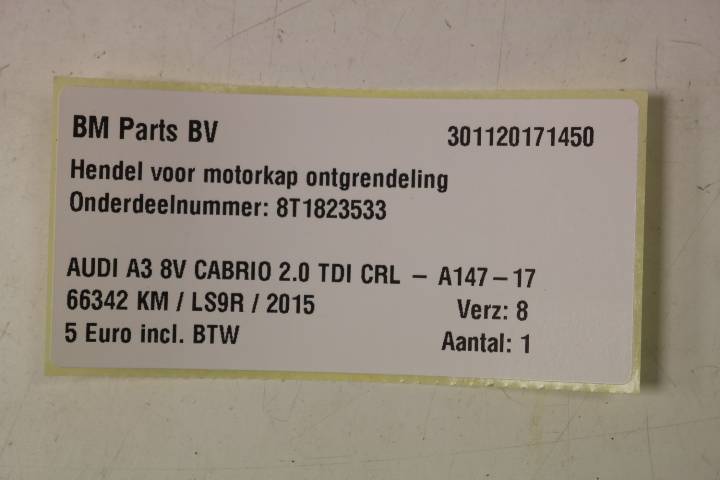 BM Parts BV 301120171450
Hendel voor motorkap ontgrendeling
Onderdeelnummer: 8T1823533
AUDI A3 8V CABRIO 2.0 TDI CRL – A147–17
66342 KM / LS9R / 2015 Verz: 8
5 Euro incl. BTW Aantal: 1